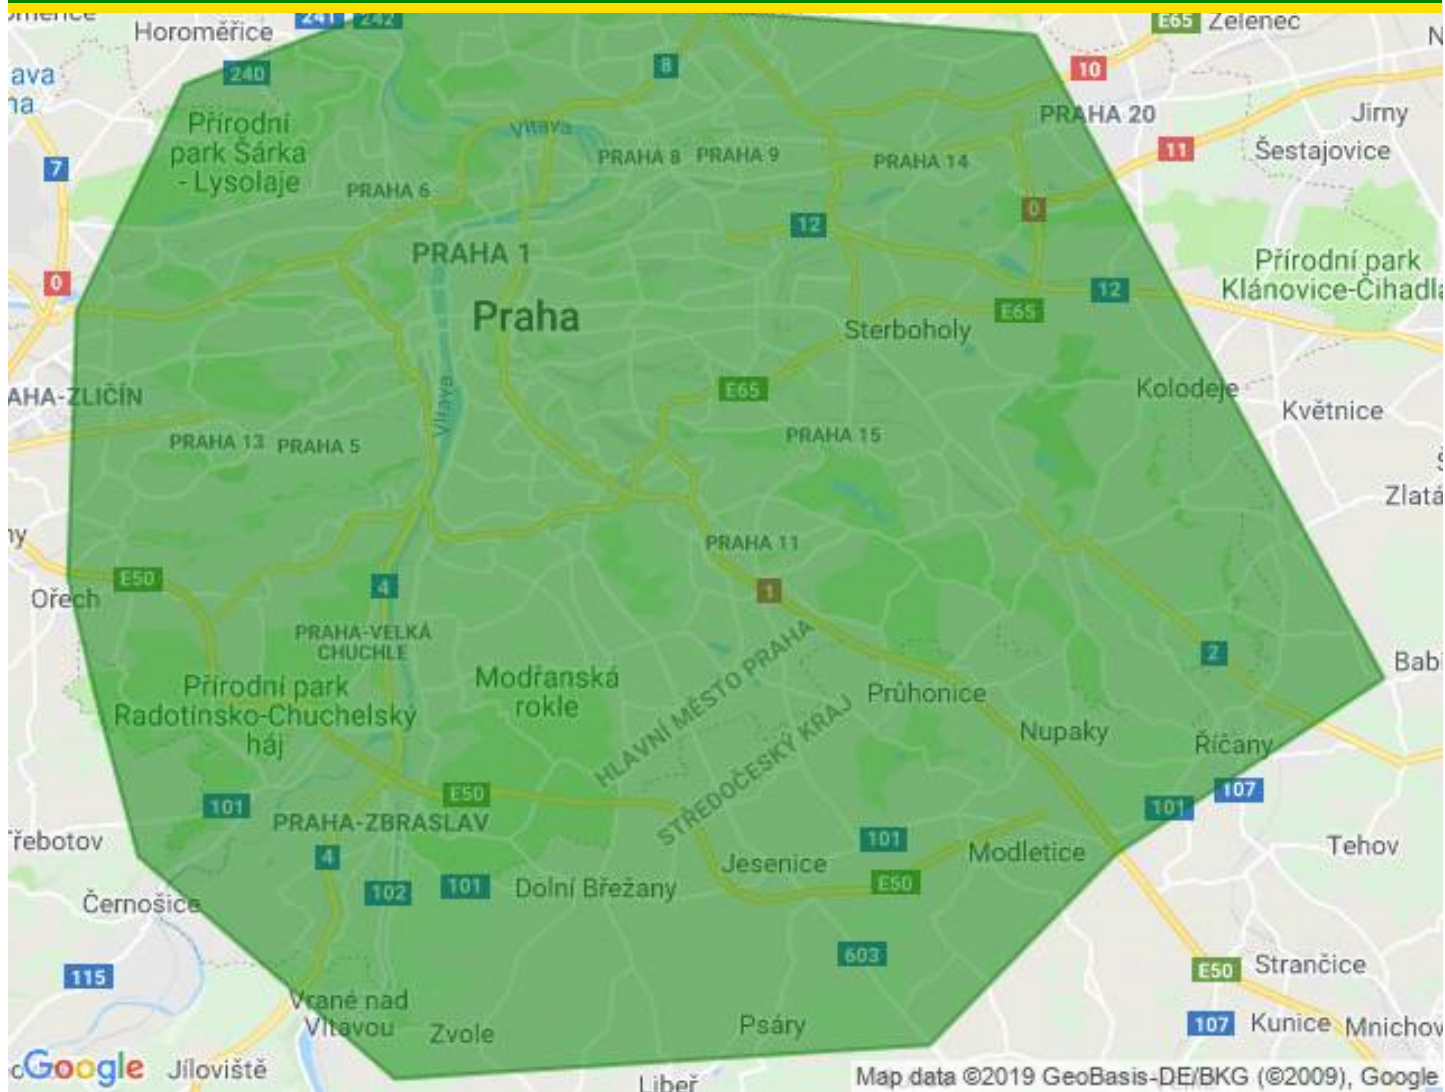 Horoměřice
241
242
E65
Zelenec
240
8
10
7
Přírodní
park Šárka
- Lysolaje
Vltava
PRAHA 20
Jirny
PRAHA 8
PRAHA 9
PRAHA 14
11
Šestajovice
PRAHA 6
0
12
PRAHA 1
0
Přírodní park
Klánovice-Čihadla
12
Praha
E65
Sterboholy
Vltava
E65
Kolodeje
AHA-ZLIČÍN
Květnice
PRAHA 13
PRAHA 5
PRAHA 15
Zlatá
PRAHA 11
E50
4
1
Ořech
PRAHA-VELKÁ
CHUCHLE
HLAVNÍ MĚSTO PRAHA
2
Modřanská
rokle
Přírodní park
Radotínsko-Chuchelský
háj
Průhonice
STŘEDOČESKÝ KRAJ
Nupaky
Říčany
107
101
E50
101
PRAHA-ZBRASLAV
101
Třebotov
4
Jesenice
Modletice
Tehov
102
101
Dolní Břežany
E50
Černošice
603
115
E50
Strančice
Vrané nad
Vltavou
Zvole
Psáry
107
Kunice
Mnichov
Google
Jíloviště
Libeř
Map data ©2019 GeoBasis-DE/BKG (©2009), Google